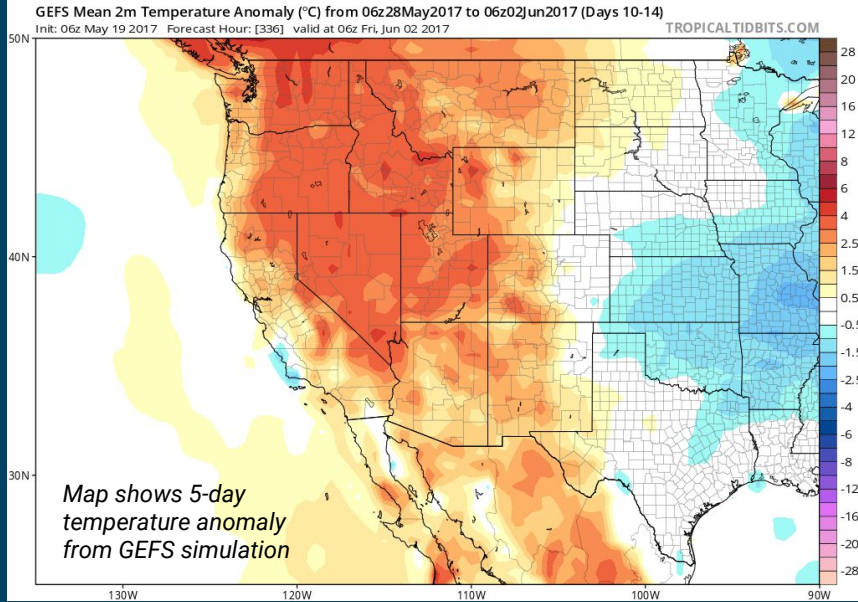 GEFS Mean 2m Temperature Anomaly (°C) from 06z28May2017 to 06z02Jun2017 (Days 10-14)
Init: 06z May 19 2017 Forecast Hour: [336] valid at 06z Fri, Jun 02 2017 TROPICALTIDBITS.COM
50N
40N
30N
130W 120W 110W 100W 90W
28
20
16
12
8
6
4
2.5
1.5
0.5
-0.5
-1.5
-2.5
-4
-6
-8
-12
-16
-20
-28
Map shows 5-day
temperature anomaly
from GEFS simulation